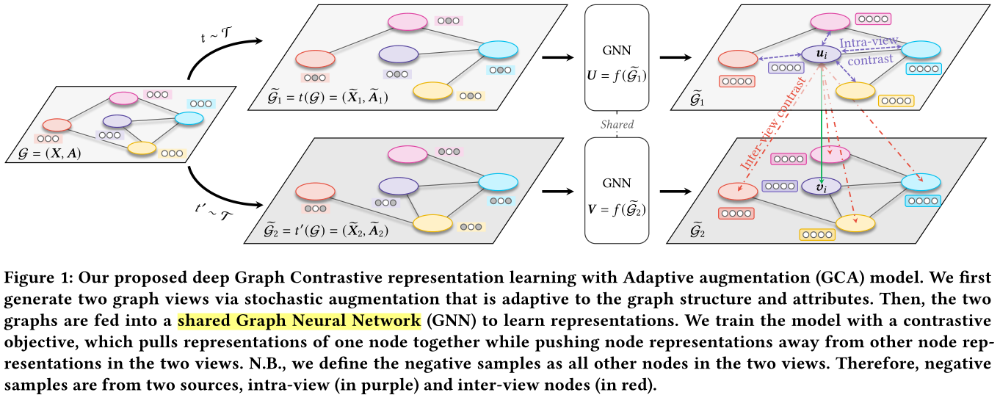 t ~ 𝒯
𝒢 = (X, A)
t′ ~ 𝒯
𝒢̃₁ = t(𝒢) = (X̃₁, Ã₁)
𝒢̃₂ = t′(𝒢) = (X̃₂, Ã₂)
GNN
U = f(𝒢̃₁)
Shared
GNN
V = f(𝒢̃₂)
uᵢ
Intra-view
contrast
𝒢̃₁
Inter-view contrast
vᵢ
𝒢̃₂
Figure 1: Our proposed deep Graph Contrastive representation learning with Adaptive augmentation (GCA) model. We first
generate two graph views via stochastic augmentation that is adaptive to the graph structure and attributes. Then, the two
graphs are fed into a shared Graph Neural Network (GNN) to learn representations. We train the model with a contrastive
objective, which pulls representations of one node together while pushing node representations away from other node rep-
resentations in the two views. N.B., we define the negative samples as all other nodes in the two views. Therefore, negative
samples are from two sources, intra-view (in purple) and inter-view nodes (in red).